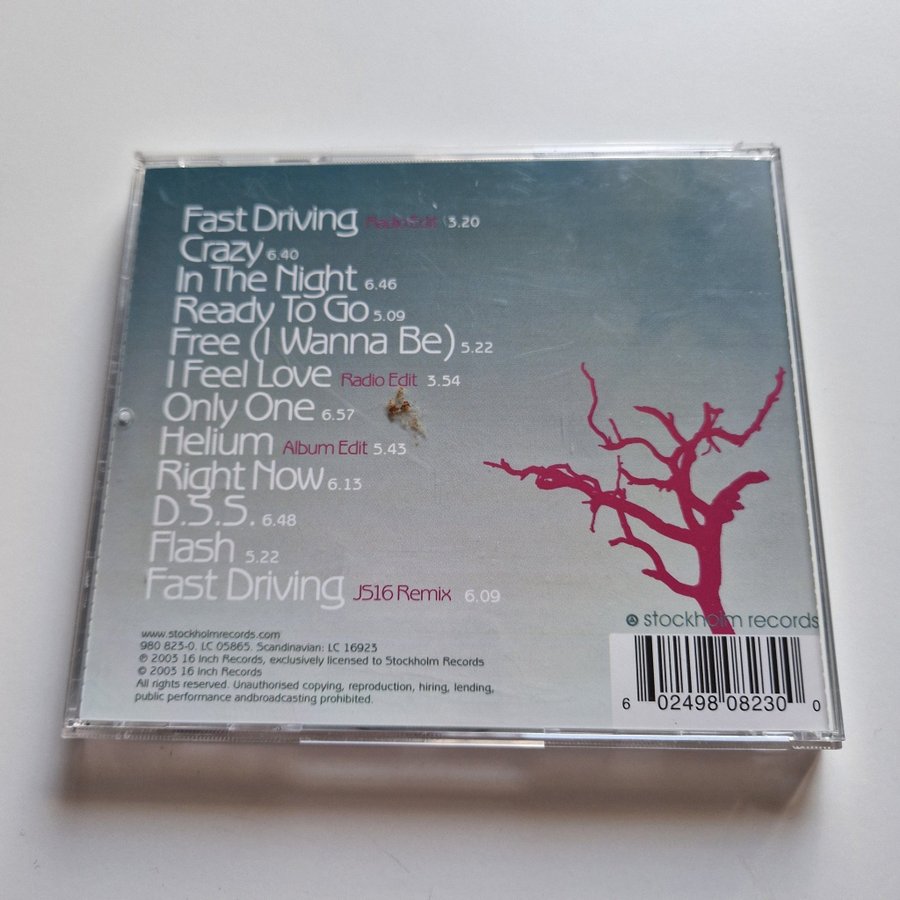 Fast Driving Radio Edit 3.20
Crazy 6.40
In The Night 6.46
Ready To Go 5.09
Free (I Wanna Be) 5.22
I Feel Love Radio Edit 3.54
Only One 6.57
Helium Album Edit 5.43
Right Now 6.13
D.S.S. 6.48
Flash 5.22
Fast Driving JS16 Remix 6.09
stockholm records
www.stockholmrecords.com
980 823-0. LC 05865. Scandinavian: LC 16923
℗ 2003 16 Inch Records, exclusively licensed to Stockholm Records
© 2003 16 Inch Records
All rights reserved. Unauthorised copying, reproduction, hiring, lending,
public performance andbroadcasting prohibited.
6 02498 08230 0